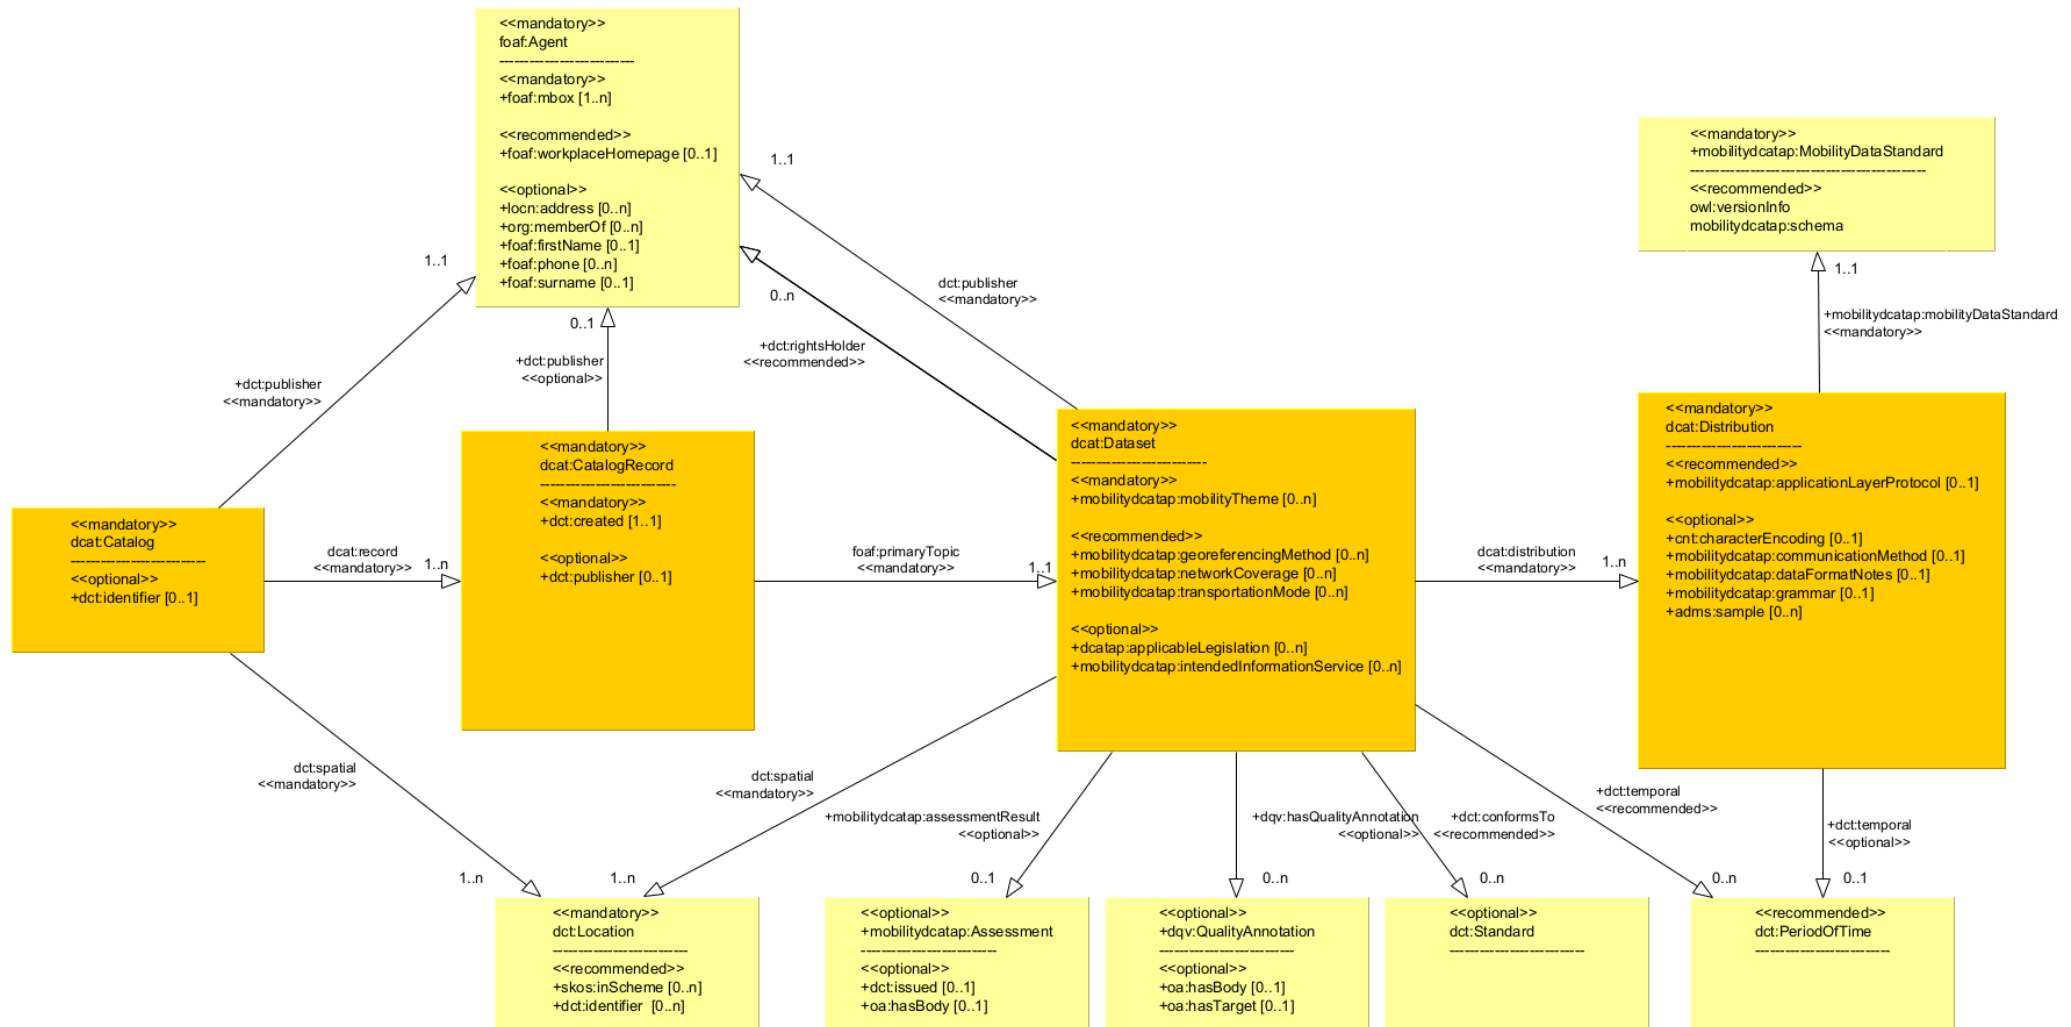 <<mandatory>>
foaf:Agent
----------------------------
<<mandatory>>
+foaf:mbox [1..n]
<<recommended>>
+foaf:workplaceHomepage [0..1]
<<optional>>
+locn:address [0..n]
+org:memberOf [0..n]
+foaf:firstName [0..1]
+foaf:phone [0..n]
+foaf:surname [0..1]
<<mandatory>>
+mobilitydcatap:MobilityDataStandard
-------------------------------------------------
<<recommended>>
owl:versionInfo
mobilitydcatap:schema
1..1
1..1
0..n
0..1
1..1
dct:publisher
<<mandatory>>
+dct:rightsHolder
<<recommended>>
+dct:publisher
<<optional>>
+dct:publisher
<<mandatory>>
+mobilitydcatap:mobilityDataStandard
<<mandatory>>
<<mandatory>>
dcat:Catalog
----------------------------
<<optional>>
+dct:identifier [0..1]
dcat:record
<<mandatory>>
1..n
<<mandatory>>
dcat:CatalogRecord
----------------------------
<<mandatory>>
+dct:created [1..1]
<<optional>>
+dct:publisher [0..1]
foaf:primaryTopic
<<mandatory>>
1..1
<<mandatory>>
dcat:Dataset
----------------------------
<<mandatory>>
+mobilitydcatap:mobilityTheme [0..n]
<<recommended>>
+mobilitydcatap:georeferencingMethod [0..n]
+mobilitydcatap:networkCoverage [0..n]
+mobilitydcatap:transportationMode [0..n]
<<optional>>
+dcatap:applicableLegislation [0..n]
+mobilitydcatap:intendedInformationService [0..n]
dcat:distribution
<<mandatory>>
1..n
<<mandatory>>
dcat:Distribution
----------------------------
<<recommended>>
+mobilitydcatap:applicationLayerProtocol [0..1]
<<optional>>
+cnt:characterEncoding [0..1]
+mobilitydcatap:communicationMethod [0..1]
+mobilitydcatap:dataFormatNotes [0..1]
+mobilitydcatap:grammar [0..1]
+adms:sample [0..n]
dct:spatial
<<mandatory>>
1..n
dct:spatial
<<mandatory>>
1..n
+mobilitydcatap:assessmentResult
<<optional>>
0..1
+dqv:hasQualityAnnotation
<<optional>>
0..n
+dct:conformsTo
<<recommended>>
0..n
+dct:temporal
<<recommended>>
0..n
+dct:temporal
<<optional>>
0..1
<<mandatory>>
dct:Location
----------------------------
<<recommended>>
+skos:inScheme [0..n]
+dct:identifier [0..n]
<<optional>>
+mobilitydcatap:Assessment
----------------------------
<<optional>>
+dct:issued [0..1]
+oa:hasBody [0..1]
<<optional>>
+dqv:QualityAnnotation
----------------------------
<<optional>>
+oa:hasBody [0..1]
+oa:hasTarget [0..1]
<<optional>>
dct:Standard
----------------------------
<<recommended>>
dct:PeriodOfTime
----------------------------